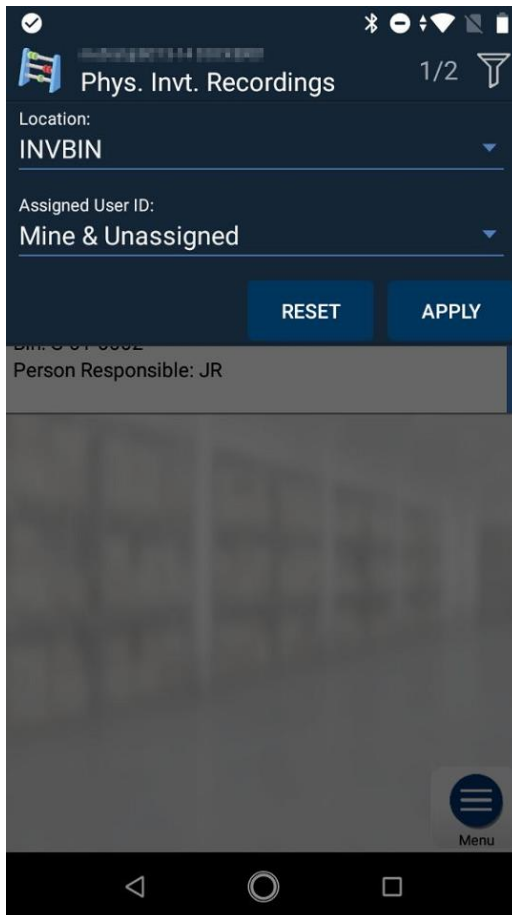 Phys. Invt. Recordings
1/2
Location:
INVBIN
Assigned User ID:
Mine & Unassigned
RESET
APPLY
Person Responsible: JR
Menu